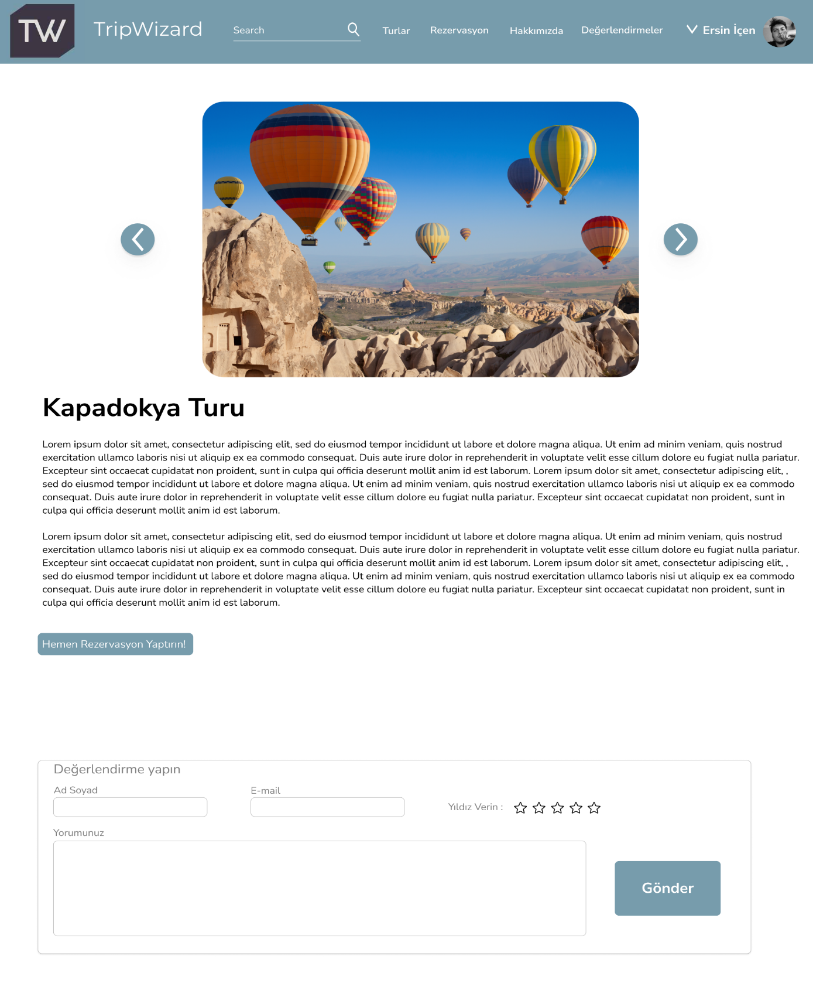 TW
TripWizard
Search
Turlar
Rezervasyon
Hakkımızda
Değerlendirmeler
Ersin İçen
Kapadokya Turu
Lorem ipsum dolor sit amet, consectetur adipiscing elit, sed do eiusmod tempor incididunt ut labore et dolore magna aliqua. Ut enim ad minim veniam, quis nostrud
exercitation ullamco laboris nisi ut aliquip ex ea commodo consequat. Duis aute irure dolor in reprehenderit in voluptate velit esse cillum dolore eu fugiat nulla pariatur.
Excepteur sint occaecat cupidatat non proident, sunt in culpa qui officia deserunt mollit anim id est laborum. Lorem ipsum dolor sit amet, consectetur adipiscing elit, ,
sed do eiusmod tempor incididunt ut labore et dolore magna aliqua. Ut enim ad minim veniam, quis nostrud exercitation ullamco laboris nisi ut aliquip ex ea commodo
consequat. Duis aute irure dolor in reprehenderit in voluptate velit esse cillum dolore eu fugiat nulla pariatur. Excepteur sint occaecat cupidatat non proident, sunt in
culpa qui officia deserunt mollit anim id est laborum.
Lorem ipsum dolor sit amet, consectetur adipiscing elit, sed do eiusmod tempor incididunt ut labore et dolore magna aliqua. Ut enim ad minim veniam, quis nostrud
exercitation ullamco laboris nisi ut aliquip ex ea commodo consequat. Duis aute irure dolor in reprehenderit in voluptate velit esse cillum dolore eu fugiat nulla pariatur.
Excepteur sint occaecat cupidatat non proident, sunt in culpa qui officia deserunt mollit anim id est laborum. Lorem ipsum dolor sit amet, consectetur adipiscing elit, ,
sed do eiusmod tempor incididunt ut labore et dolore magna aliqua. Ut enim ad minim veniam, quis nostrud exercitation ullamco laboris nisi ut aliquip ex ea commodo
consequat. Duis aute irure dolor in reprehenderit in voluptate velit esse cillum dolore eu fugiat nulla pariatur. Excepteur sint occaecat cupidatat non proident, sunt in
culpa qui officia deserunt mollit anim id est laborum.
Hemen Rezervasyon Yaptırın!
Değerlendirme yapın
Ad Soyad
E-mail
Yıldız Verin :
Yorumunuz
Gönder